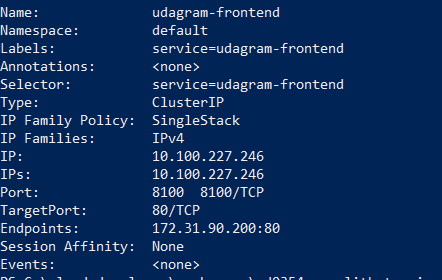 Name: udagram-frontend
Namespace: default
Labels: service=udagram-frontend
Annotations: <none>
Selector: service=udagram-frontend
Type: ClusterIP
IP Family Policy: SingleStack
IP Families: IPv4
IP: 10.100.227.246
IPs: 10.100.227.246
Port: 8100 8100/TCP
TargetPort: 80/TCP
Endpoints: 172.31.90.200:80
Session Affinity: None
Events: <none>